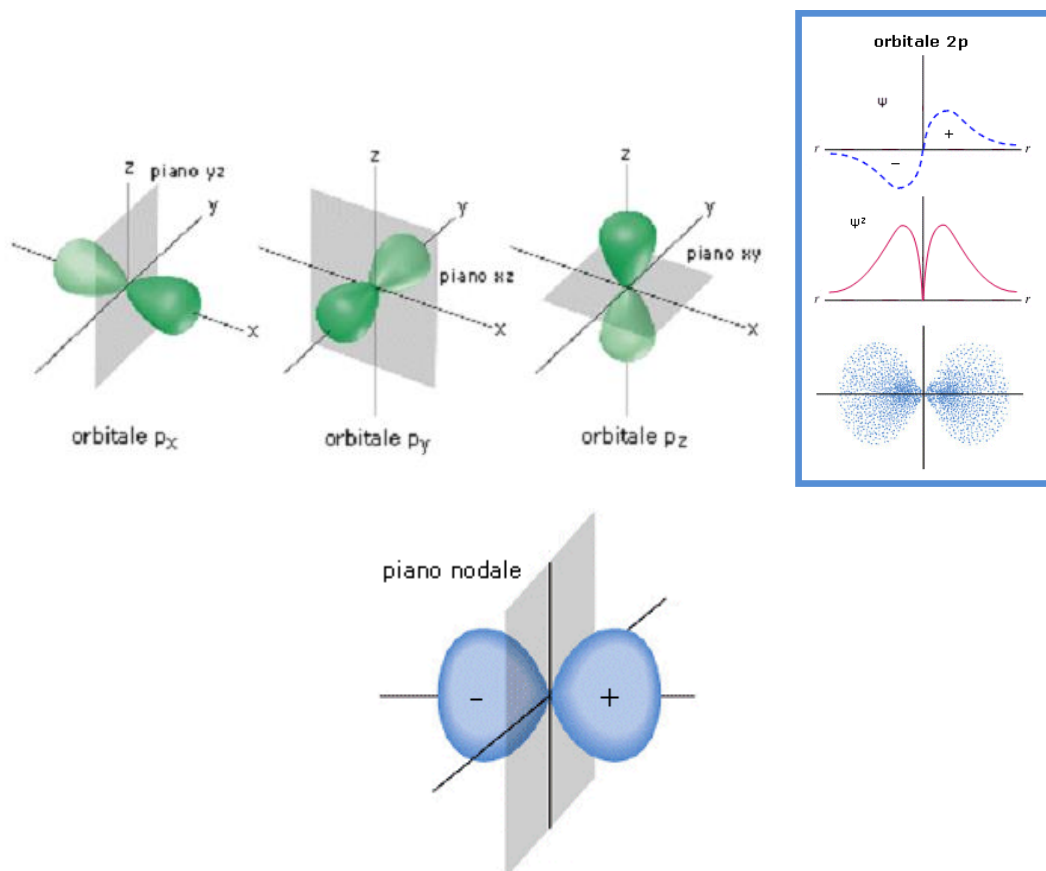 orbitale 2p
ψ
+
r
r
–
ψ²
r
r
z
piano yz
y
x
orbitale px
z
y
piano xz
x
orbitale py
z
y
piano xy
x
orbitale pz
piano nodale
–
+